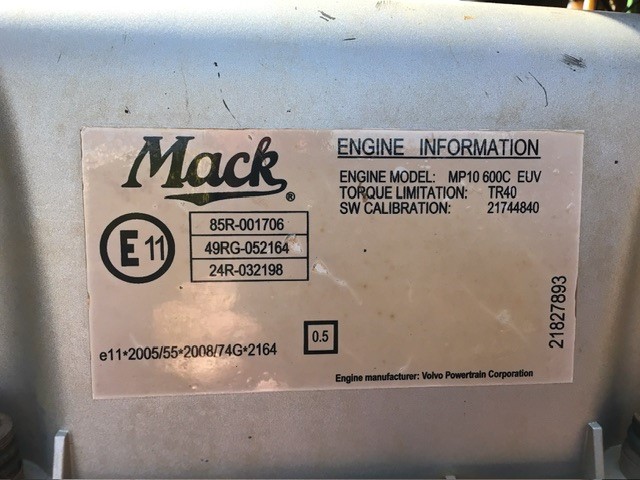 Mack®
ENGINE INFORMATION
ENGINE MODEL: MP10 600C EUV
TORQUE LIMITATION: TR40
SW CALIBRATION: 21744840
E 11
85R-001706
49RG-052164
24R-032198
e11*2005/55*2008/74G*2164
0.5
Engine manufacturer: Volvo Powertrain Corporation
21827893